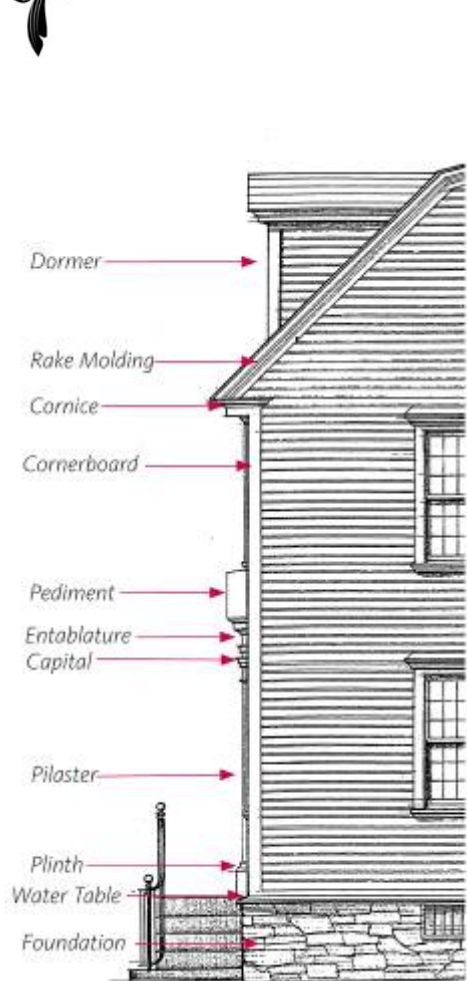 Dormer
Rake Molding
Cornice
Cornerboard
Pediment
Entablature
Capital
Pilaster
Plinth
Water Table
Foundation